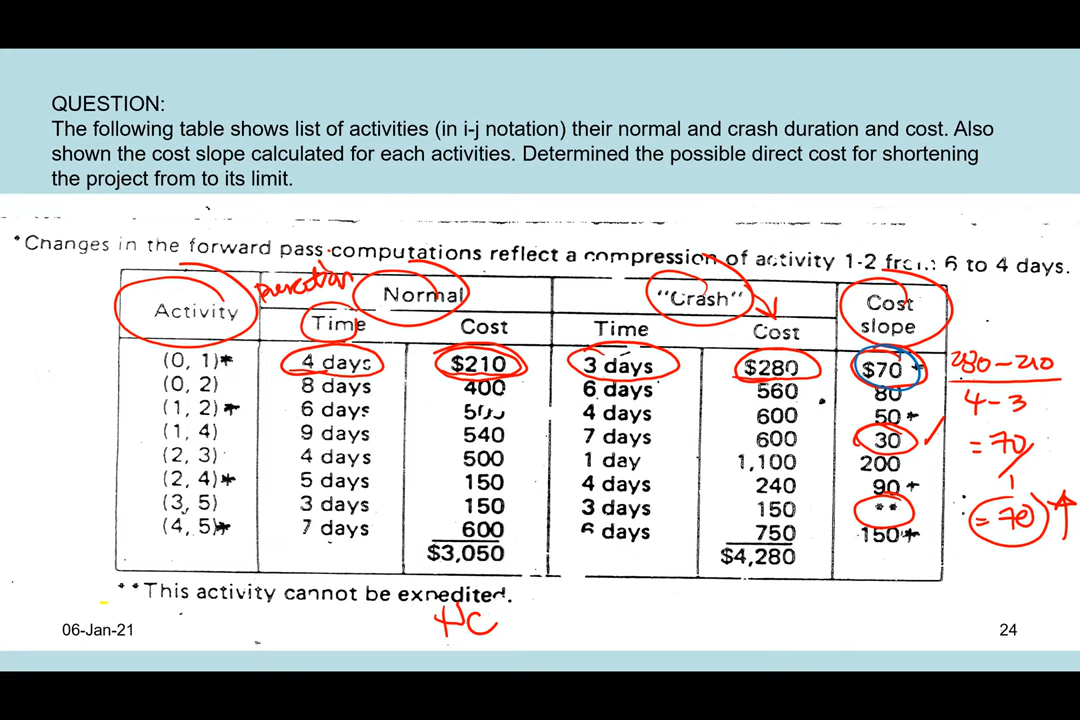 QUESTION:
The following table shows list of activities (in i-j notation) their normal and crash duration and cost. Also
shown the cost slope calculated for each activities. Determined the possible direct cost for shortening
the project from to its limit.
*Changes in the forward pass computations reflect a compression of activity 1-2 from 6 to 4 days.
Activity Normal "Crash" Cost slope
Time Cost Time Cost
(0, 1)* 4 days $210 3 days $280 $70 +
(0, 2) 8 days 400 6 days 560 80
(1, 2)* 6 days 4 days 600 50 +
(1, 4) 9 days 540 7 days 600 30
(2, 3) 4 days 500 1 day 1,100 200
(2, 4)* 5 days 150 4 days 240 90 +
(3, 5) 3 days 150 3 days 150 **
(4, 5)* 7 days 600 6 days 750 150 +
$3,050 $4,280
280 - 210
4 - 3
= 70
1
= 70
**This activity cannot be expedited.
06-Jan-21
24